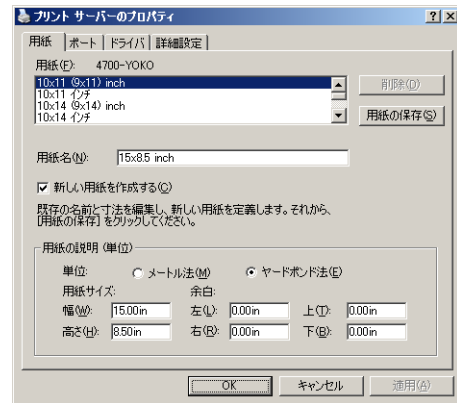 プリント サーバーのプロパティ
用紙 ポート ドライバ 詳細設定
用紙(F): 4700-YOKO
10x11 (9x11) inch
10x11 インチ
10x14 (9x14) inch
10x14 インチ
削除(D)
用紙の保存(S)
用紙名(N): 15x8.5 inch
新しい用紙を作成する(C)
既存の名前と寸法を編集し、新しい用紙を定義します。それから、
[用紙の保存] をクリックしてください。
用紙の説明 (単位)
単位: メートル法(M) ヤードポンド法(E)
用紙サイズ: 余白:
幅(W): 15.00in 左(L): 0.00in 上(T): 0.00in
高さ(H): 8.50in 右(R): 0.00in 下(B): 0.00in
OK キャンセル 適用(A)